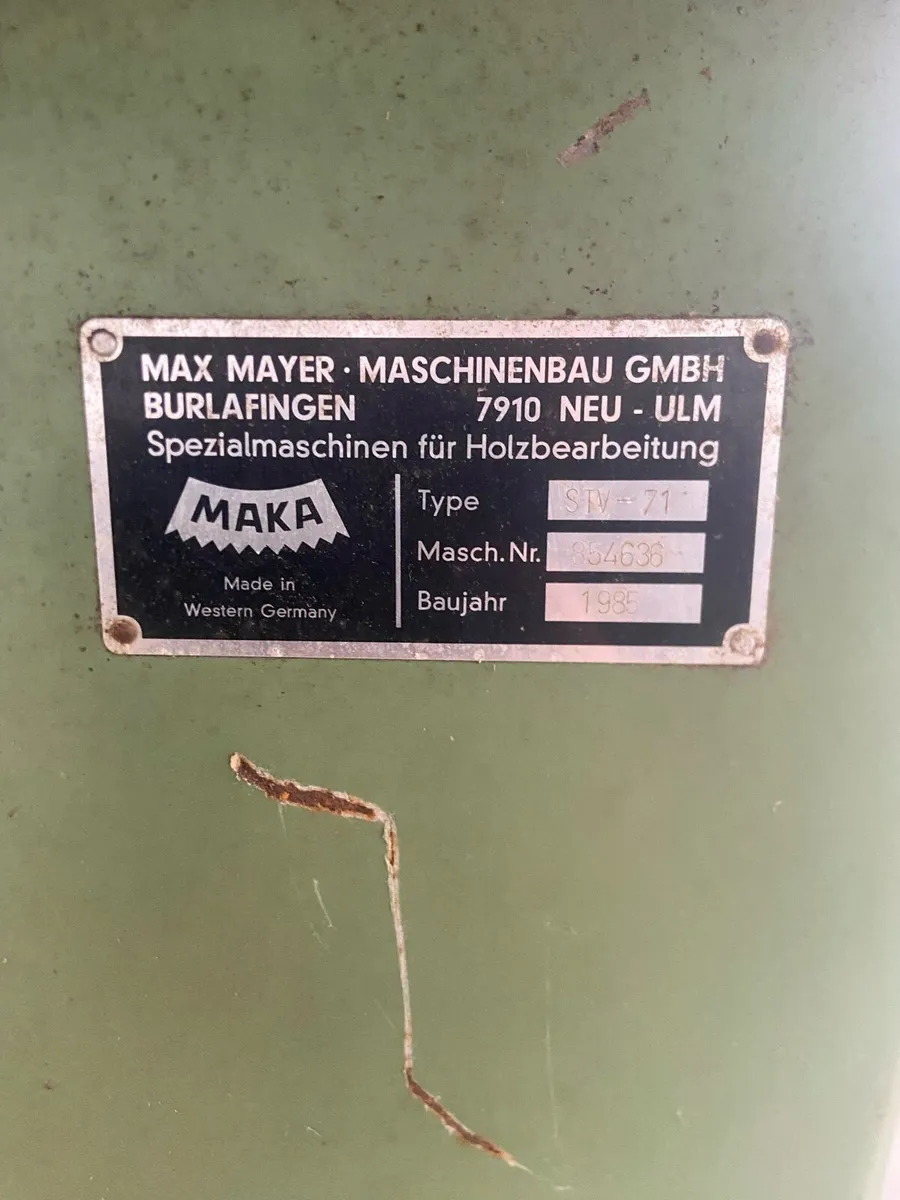 MAX MAYER · MASCHINENBAU GMBH
BURLAFINGEN 7910 NEU - ULM
Spezialmaschinen für Holzbearbeitung
MAKA
Made in
Western Germany
Type STV-71
Masch.Nr. 854636
Baujahr 1985